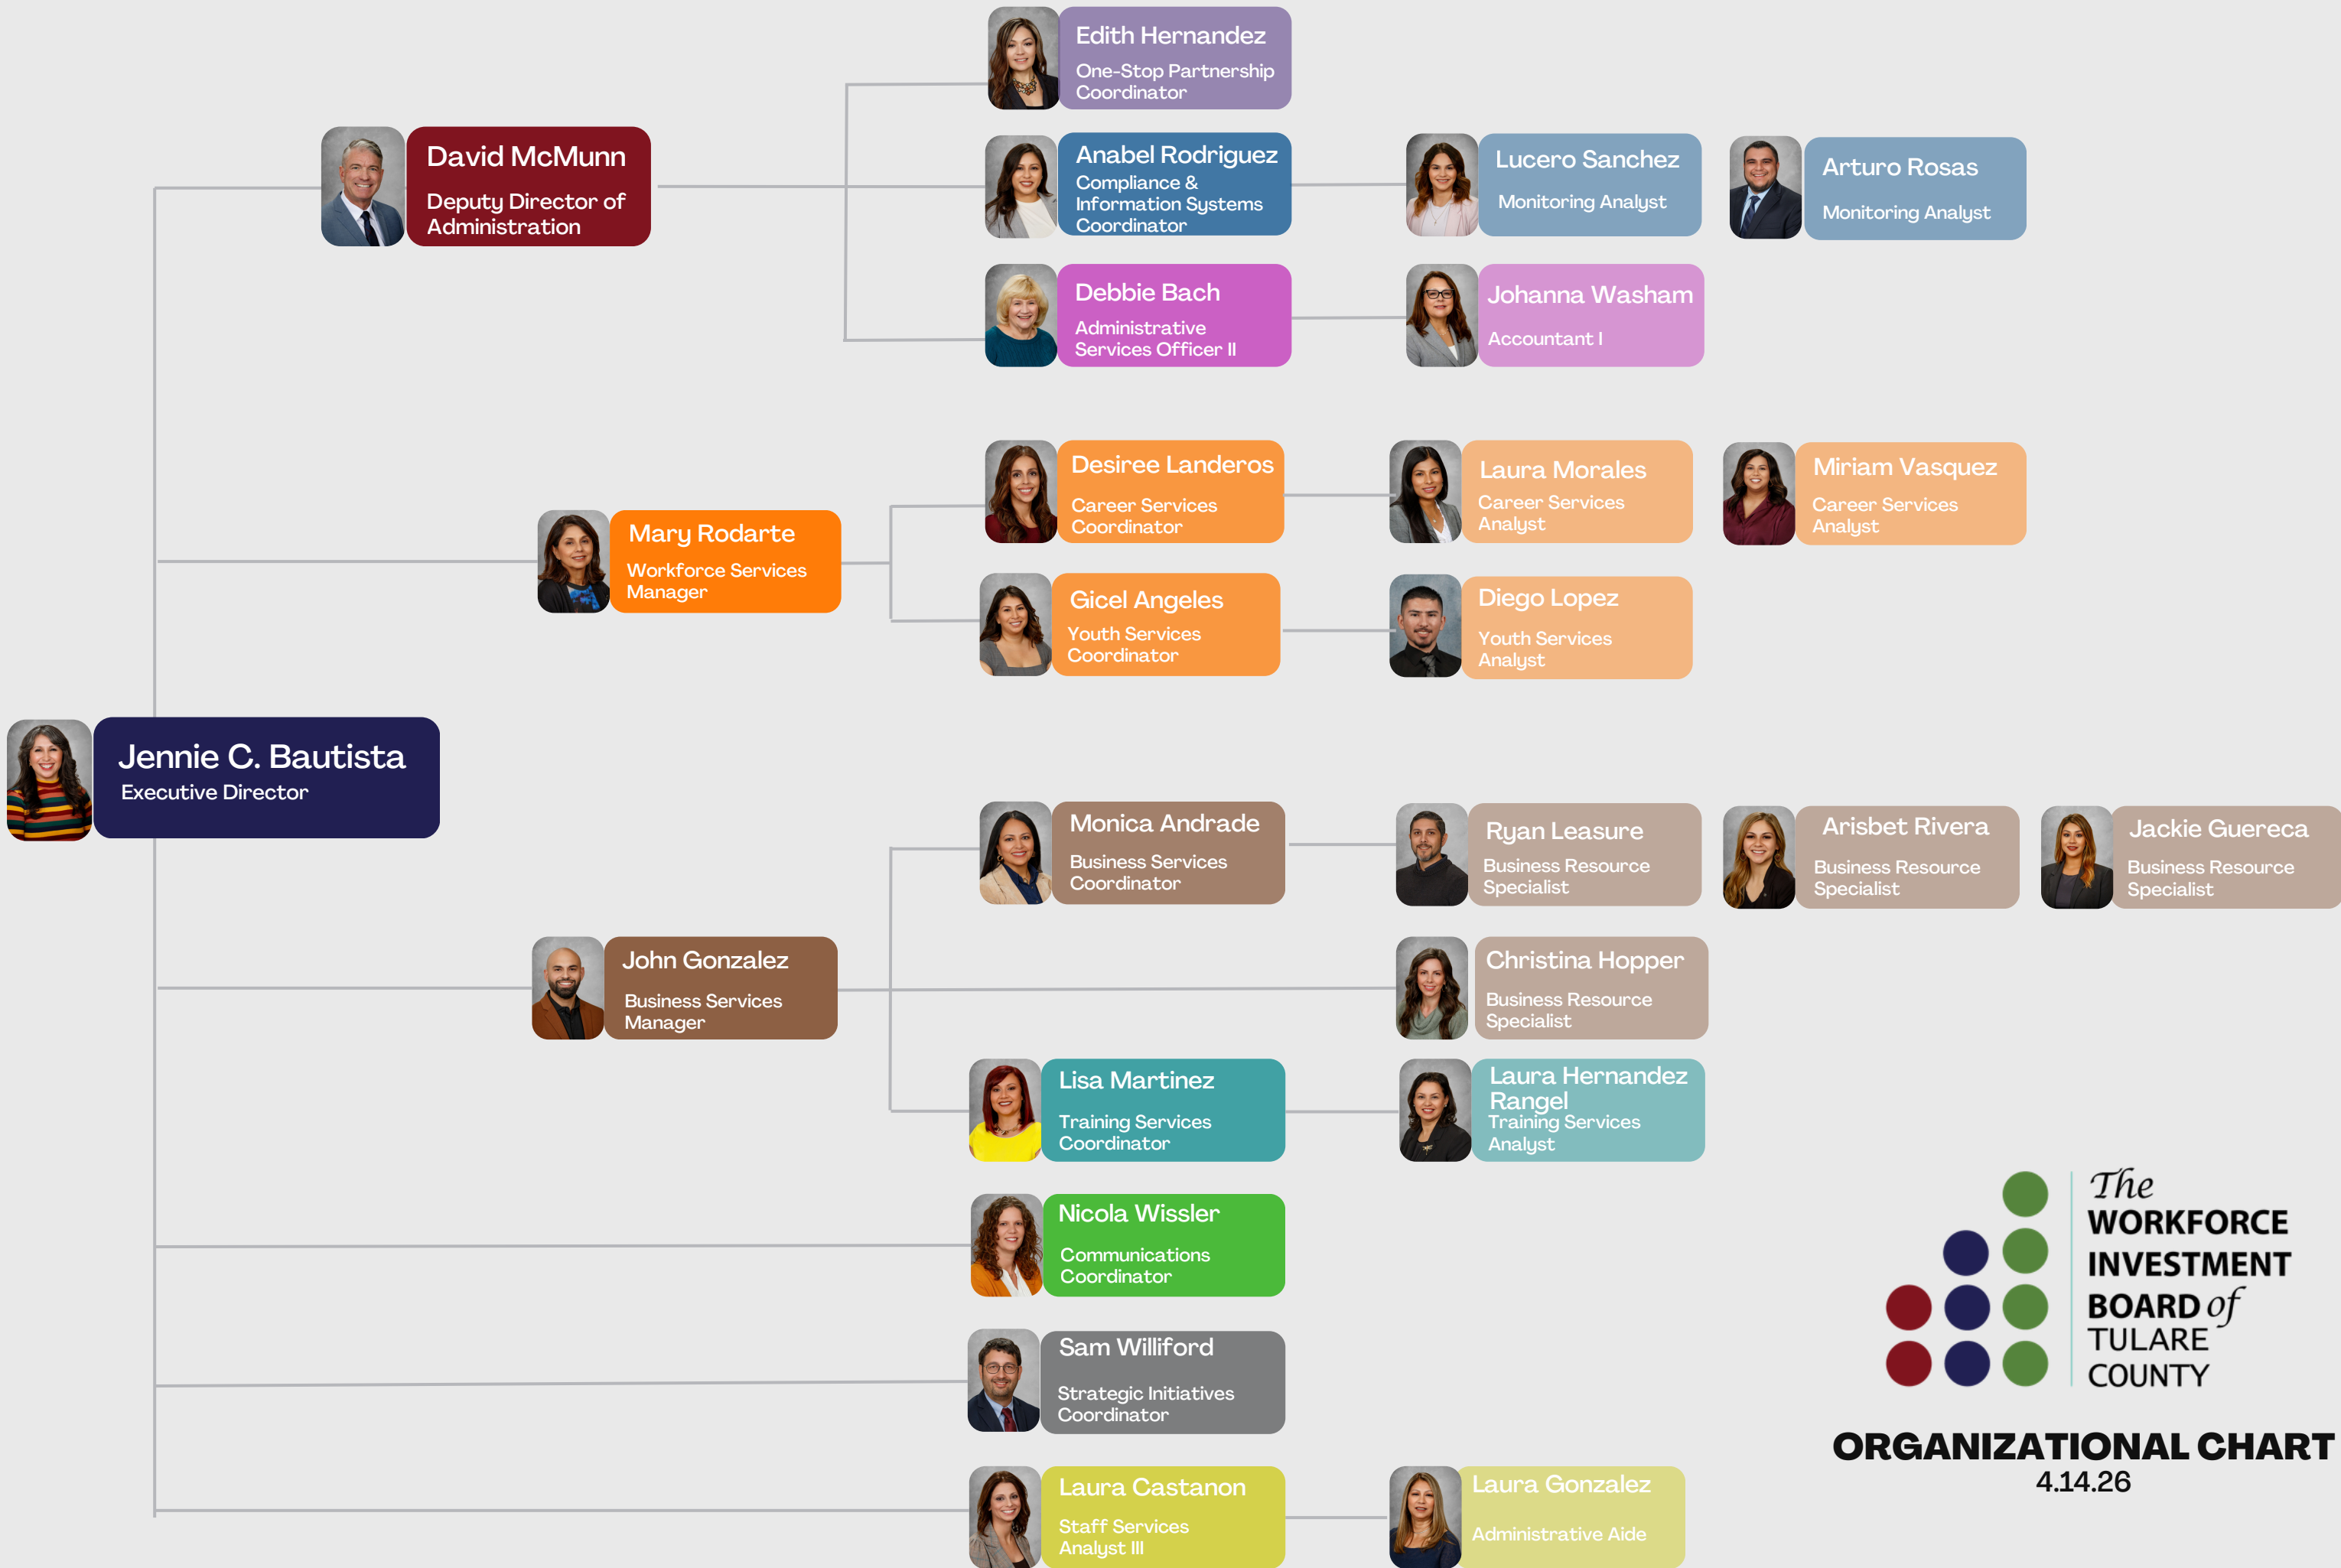 Edith Hernandez
One-Stop Partnership
Coordinator
David McMunn
Deputy Director of
Administration
Anabel Rodriguez
Compliance &
Information Systems
Coordinator
Lucero Sanchez
Monitoring Analyst
Arturo Rosas
Monitoring Analyst
Debbie Bach
Administrative
Services Officer II
Johanna Washam
Accountant I
Mary Rodarte
Workforce Services
Manager
Desiree Landeros
Career Services
Coordinator
Laura Morales
Career Services
Analyst
Miriam Vasquez
Career Services
Analyst
Gicel Angeles
Youth Services
Coordinator
Diego Lopez
Youth Services
Analyst
Jennie C. Bautista
Executive Director
Monica Andrade
Business Services
Coordinator
Ryan Leasure
Business Resource
Specialist
Arisbet Rivera
Business Resource
Specialist
Jackie Guereca
Business Resource
Specialist
John Gonzalez
Business Services
Manager
Christina Hopper
Business Resource
Specialist
Lisa Martinez
Training Services
Coordinator
Laura Hernandez
Rangel
Training Services
Analyst
Nicola Wissler
Communications
Coordinator
Sam Williford
Strategic Initiatives
Coordinator
Laura Castanon
Staff Services
Analyst III
Laura Gonzalez
Administrative Aide
The
WORKFORCE
INVESTMENT
BOARD of
TULARE
COUNTY
ORGANIZATIONAL CHART
4.14.26